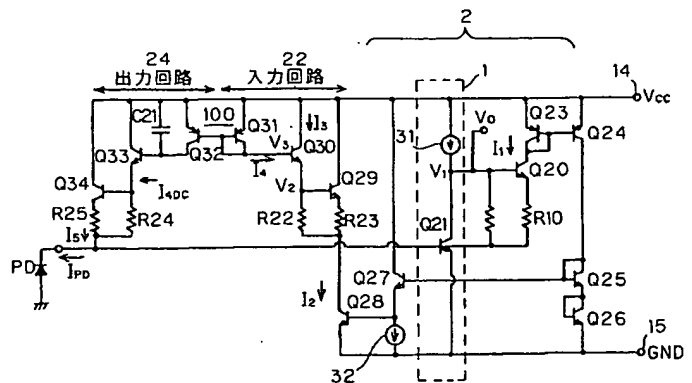 2
24
出力回路
22
入力回路
1
14
Vcc
C21
100
Q31
I3
31
V0
Q23
Q24
Q33
Q32
V3
Q30
I4
I1
Q20
V1
Q34
I4DC
V2
Q29
R25
R24
R22
R23
Q21
R10
I5
PD
IPD
Q27
Q25
I2
Q28
Q26
15
32
GND